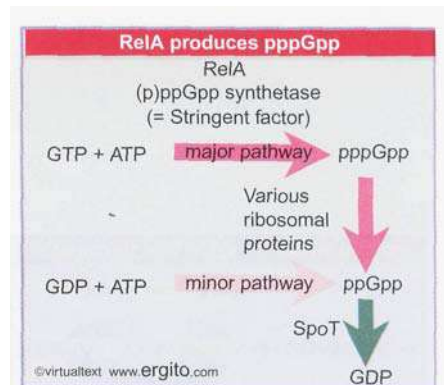 RelA produces pppGpp
RelA
(p)ppGpp synthetase
(= Stringent factor)
GTP + ATP major pathway pppGpp
Various
ribosomal
proteins
GDP + ATP minor pathway ppGpp
SpoT
©virtualtext www.ergito.com
GDP